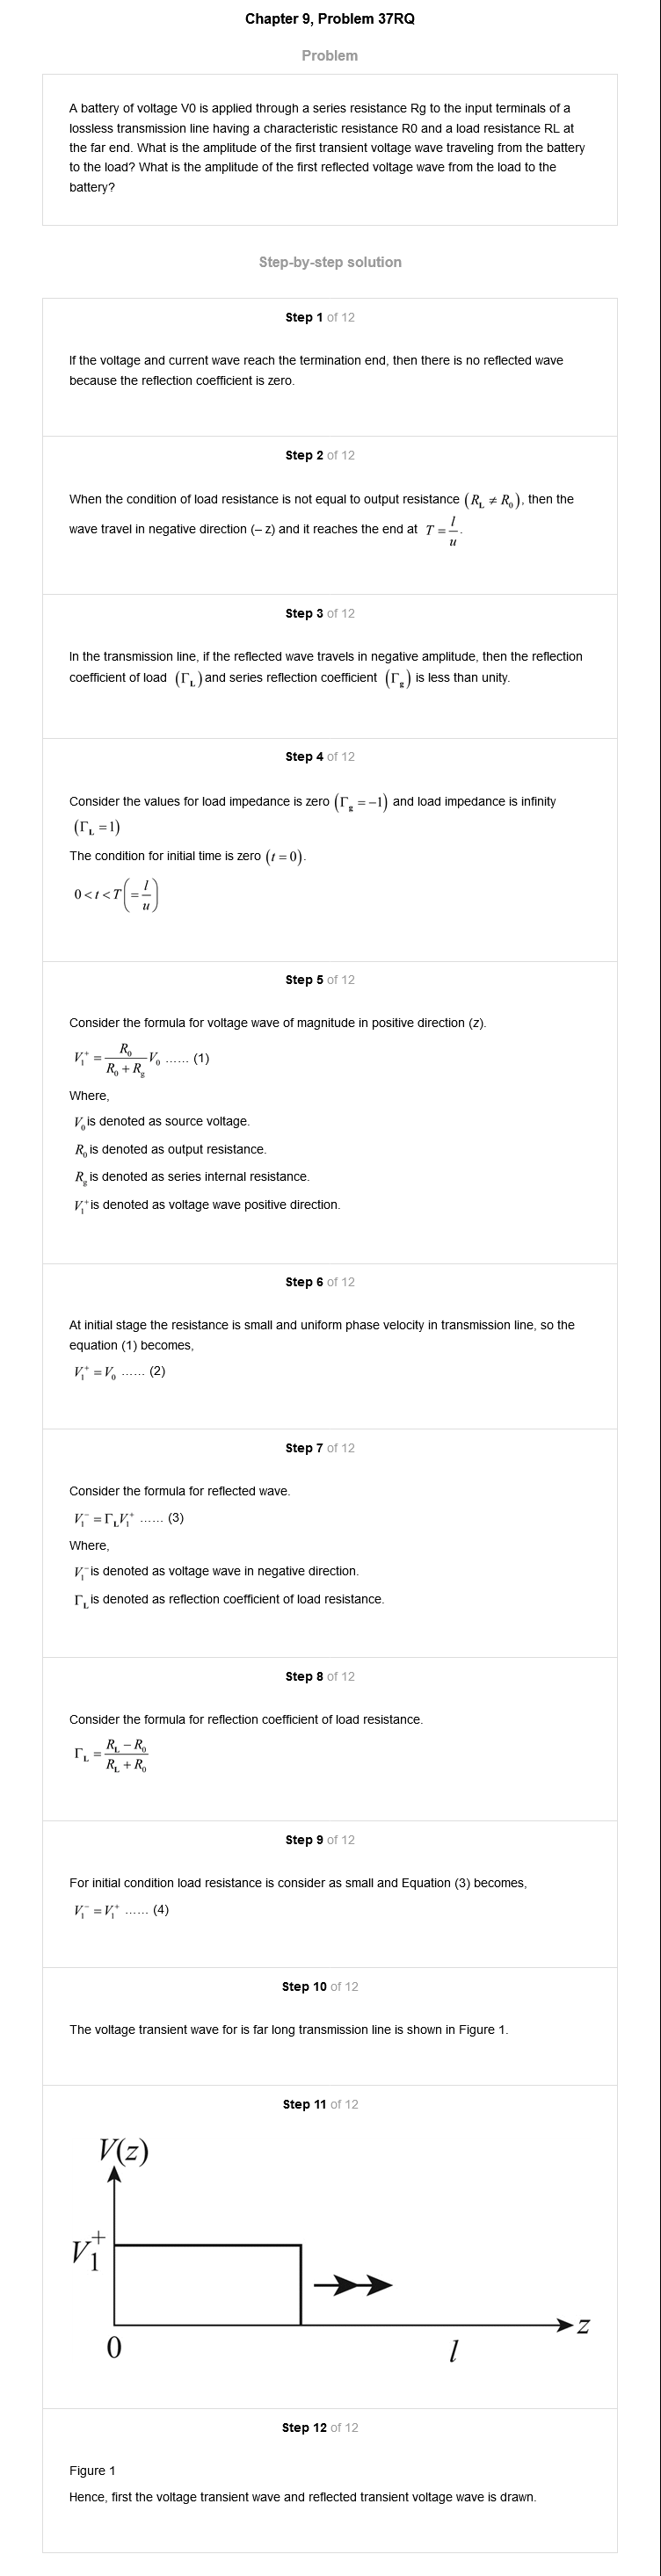 Chapter 9, Problem 37RQ
Problem
A battery of voltage V0 is applied through a series resistance Rg to the input terminals of a
lossless transmission line having a characteristic resistance R0 and a load resistance RL at
the far end. What is the amplitude of the first transient voltage wave traveling from the battery
to the load? What is the amplitude of the first reflected voltage wave from the load to the
battery?
Step-by-step solution
Step 1 of 12
If the voltage and current wave reach the termination end, then there is no reflected wave
because the reflection coefficient is zero.
Step 2 of 12
When the condition of load resistance is not equal to output resistance (R_L ≠ R_0), then the
wave travel in negative direction (– z) and it reaches the end at T = l/u.
Step 3 of 12
In the transmission line, if the reflected wave travels in negative amplitude, then the reflection
coefficient of load (Γ_L) and series reflection coefficient (Γ_g) is less than unity.
Step 4 of 12
Consider the values for load impedance is zero (Γ_g = −1) and load impedance is infinity
(Γ_L = 1)
The condition for initial time is zero (t = 0).
0 < t < T (= l/u)
Step 5 of 12
Consider the formula for voltage wave of magnitude in positive direction (z).
V_1^+ = R_0/(R_0 + R_g) V_0 ...... (1)
Where,
V_0 is denoted as source voltage.
R_0 is denoted as output resistance.
R_g is denoted as series internal resistance.
V_1^+ is denoted as voltage wave positive direction.
Step 6 of 12
At initial stage the resistance is small and uniform phase velocity in transmission line, so the
equation (1) becomes,
V_1^+ = V_0 ...... (2)
Step 7 of 12
Consider the formula for reflected wave.
V_1^- = Γ_L V_1^+ ...... (3)
Where,
V_1^- is denoted as voltage wave in negative direction.
Γ_L is denoted as reflection coefficient of load resistance.
Step 8 of 12
Consider the formula for reflection coefficient of load resistance.
Γ_L = (R_L − R_0)/(R_L + R_0)
Step 9 of 12
For initial condition load resistance is consider as small and Equation (3) becomes,
V_1^- = V_1^+ ...... (4)
Step 10 of 12
The voltage transient wave for is far long transmission line is shown in Figure 1.
Step 11 of 12
V(z)
V_1^+
z
0
l
Step 12 of 12
Figure 1
Hence, first the voltage transient wave and reflected transient voltage wave is drawn.